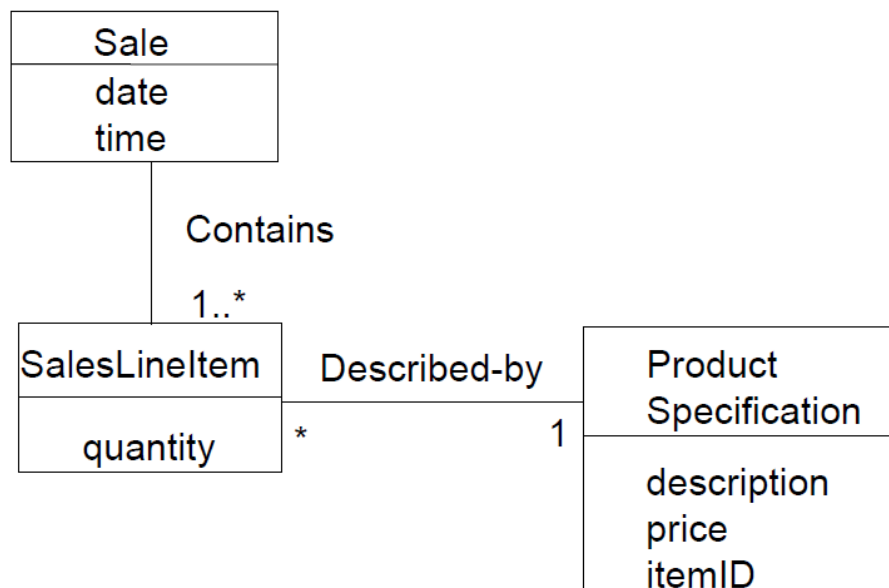 Sale
date
time
Contains
1..*
SalesLineItem
quantity
Described-by
*
1
Product
Specification
description
price
itemID